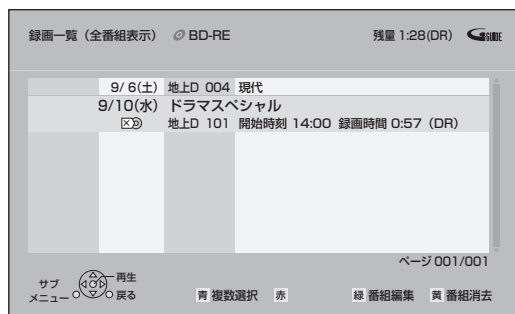 録画一覧（全番組表示） BD-RE 残量 1:28(DR) GGUIDE
9/ 6(土) 地上D 004 現代
9/10(水) ドラマスペシャル
地上D 101 開始時刻 14:00 録画時間 0:57（DR）
ページ 001/001
サブメニュー 再生 戻る
青 複数選択 赤 緑 番組編集 黄 番組消去